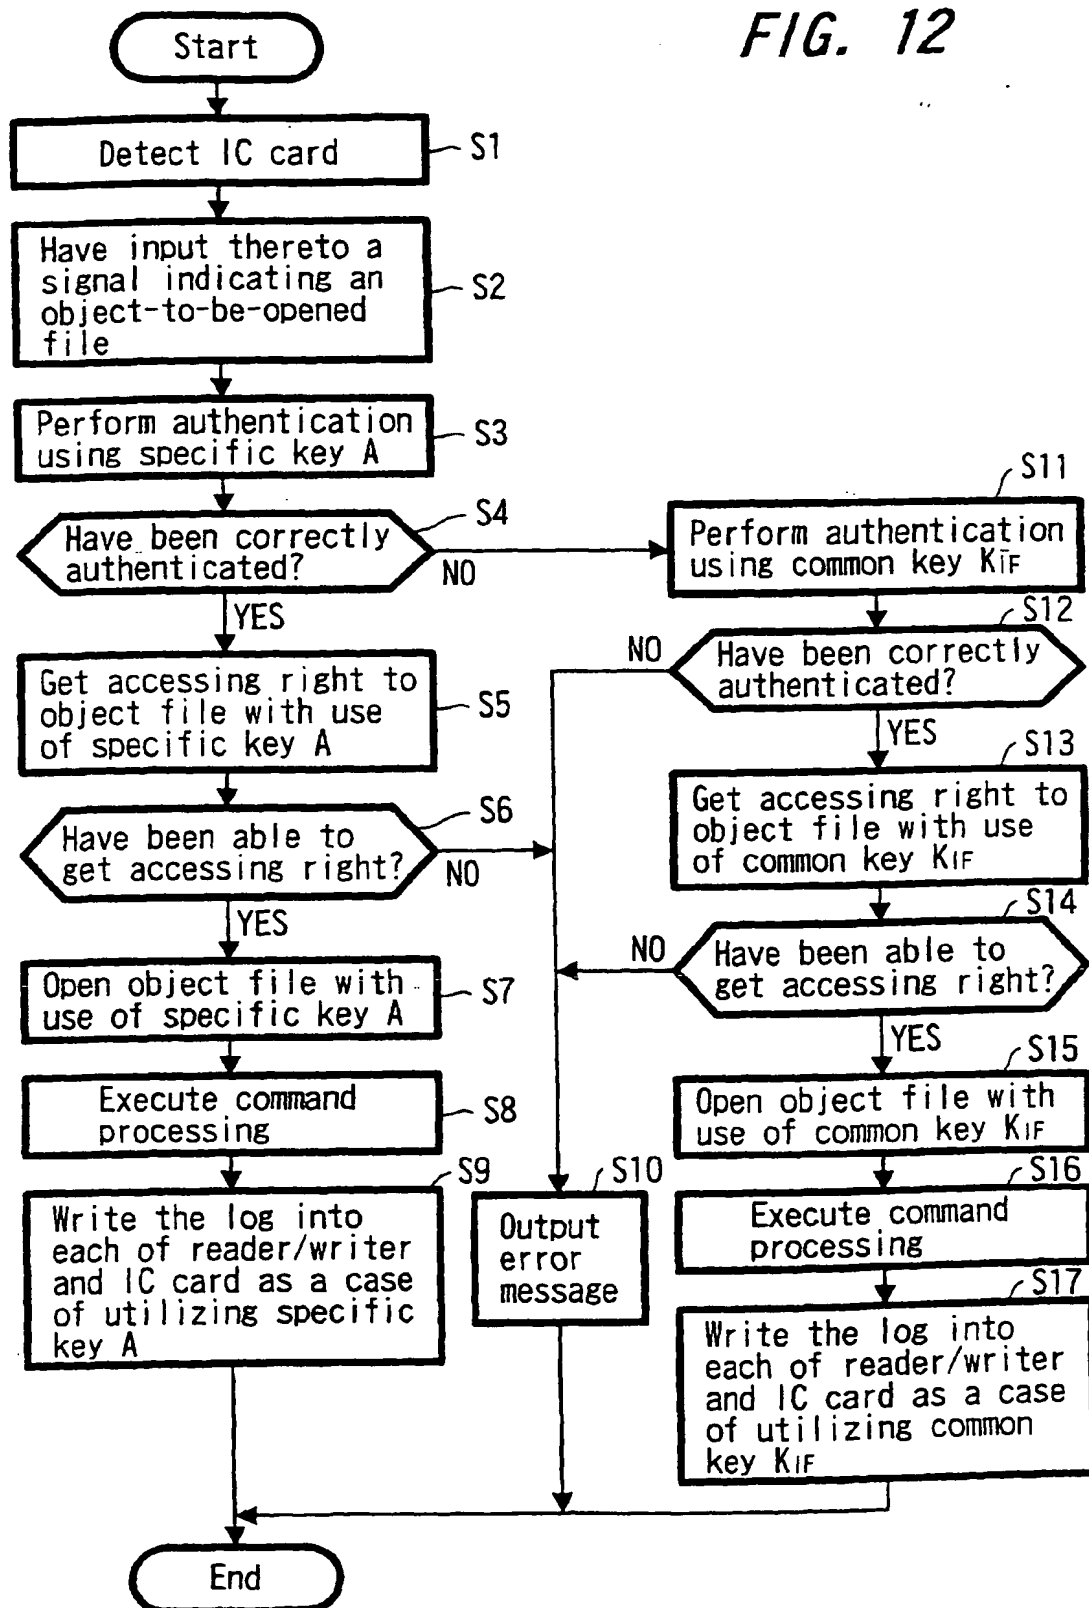 FIG. 12
Start
Detect IC card
S1
Have input thereto a
signal indicating an
object-to-be-opened
file
S2
Perform authentication
using specific key A
S3
Have been correctly
authenticated?
S4
NO
YES
Get accessing right to
object file with use
of specific key A
S5
Have been able to
get accessing right?
S6
NO
YES
Open object file with
use of specific key A
S7
Execute command
processing
S8
Write the log into
each of reader/writer
and IC card as a case
of utilizing specific
key A
S9
Output
error
message
S10
Perform authentication
using common key KIF
S11
Have been correctly
authenticated?
S12
NO
YES
Get accessing right to
object file with use
of common key KIF
S13
Have been able to
get accessing right?
S14
NO
YES
Open object file with
use of common key KIF
S15
Execute command
processing
S16
Write the log into
each of reader/writer
and IC card as a case
of utilizing common
key KIF
S17
End